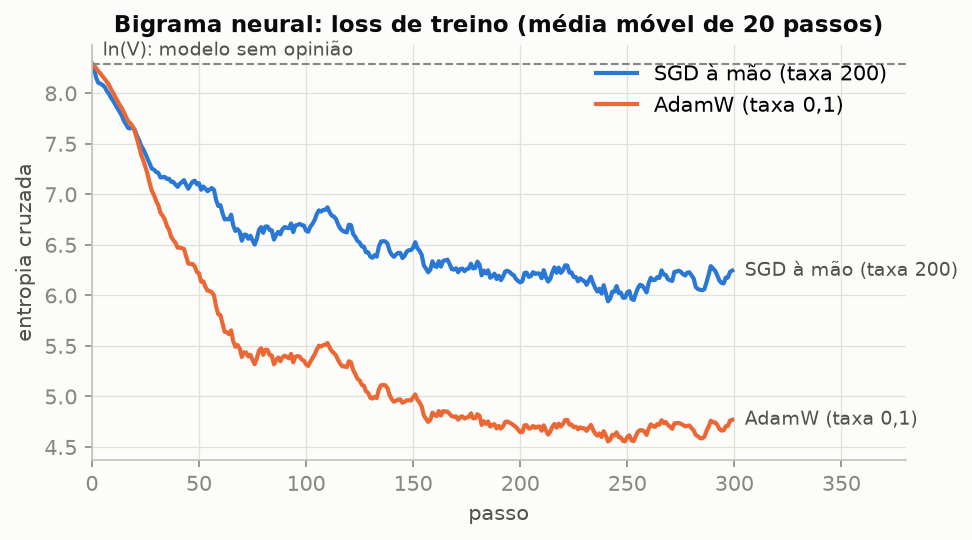 Bigrama neural: loss de treino (média móvel de 20 passos)
ln(V): modelo sem opinião
SGD à mão (taxa 200)
AdamW (taxa 0,1)
entropia cruzada
8.0
7.5
7.0
6.5
6.0
5.5
5.0
4.5
SGD à mão (taxa 200)
AdamW (taxa 0,1)
0 50 100 150 200 250 300 350
passo